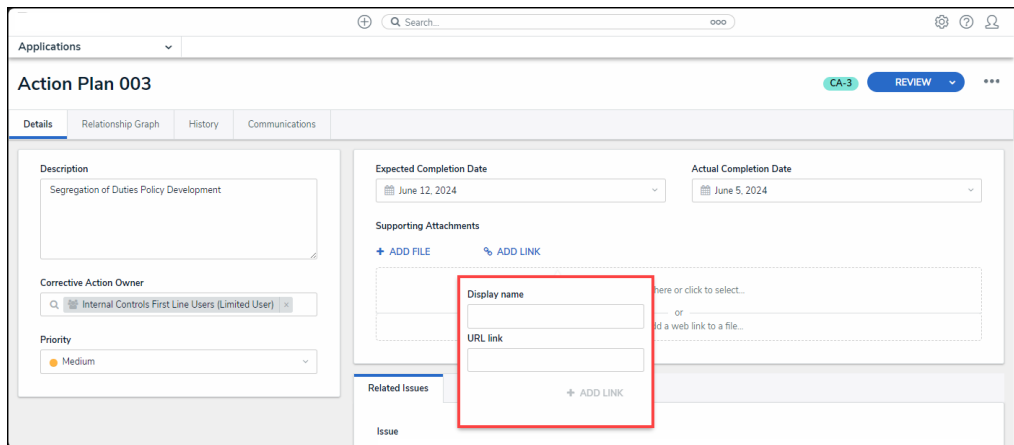 Search...
Applications
Action Plan 003
CA-3
REVIEW
Details
Relationship Graph
History
Communications
Description
Segregation of Duties Policy Development
Corrective Action Owner
Internal Controls First Line Users (Limited User)
Priority
Medium
Expected Completion Date
June 12, 2024
Actual Completion Date
June 5, 2024
Supporting Attachments
+ ADD FILE
ADD LINK
here or click to select...
or
d a web link to a file...
Display name
URL link
+ ADD LINK
Related Issues
Issue